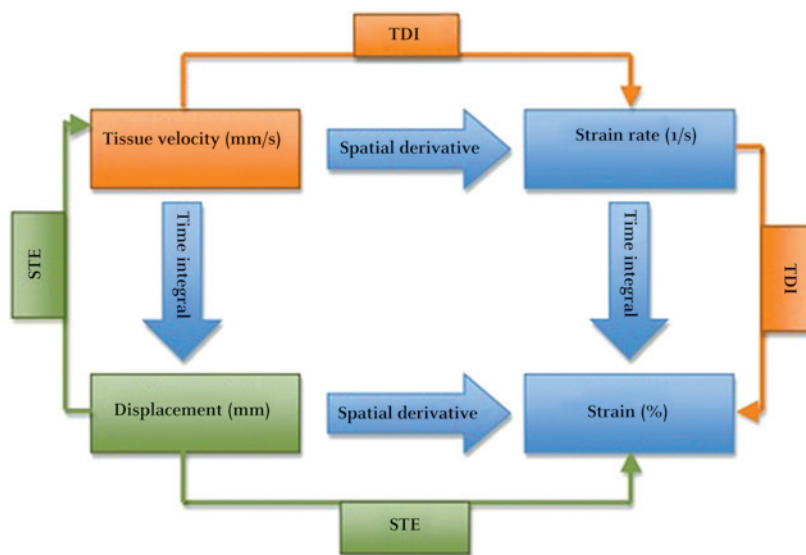 TDI
Tissue velocity (mm/s)
Spatial derivative
Strain rate (1/s)
STE
Time integral
Time integral
TDI
Displacement (mm)
Spatial derivative
Strain (%)
STE